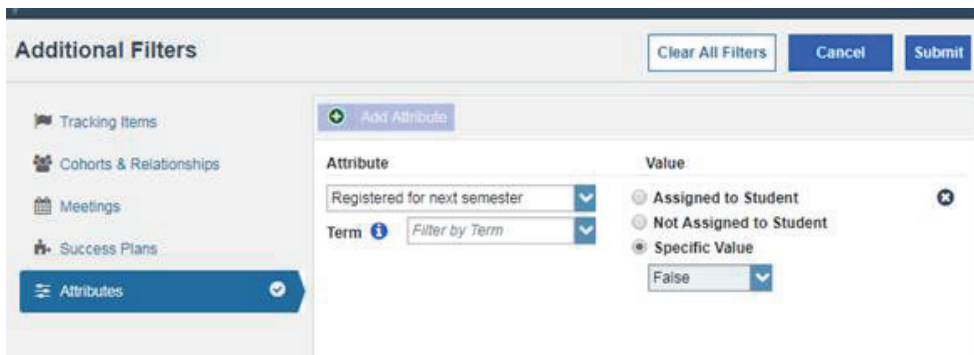 Additional Filters
Clear All Filters
Cancel
Submit
Tracking Items
Cohorts & Relationships
Meetings
Success Plans
Attributes
Add Attribute
Attribute
Value
Registered for next semester
Term
Filter by Term
Assigned to Student
Not Assigned to Student
Specific Value
False